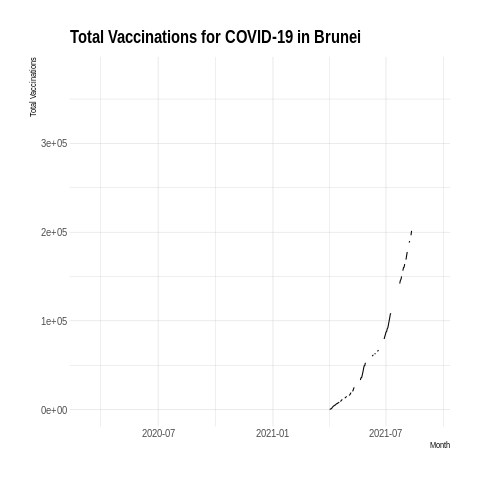 Total Vaccinations for COVID-19 in Brunei
Total Vaccinations
3e+05
2e+05
1e+05
0e+00
2020-07
2021-01
2021-07
Month